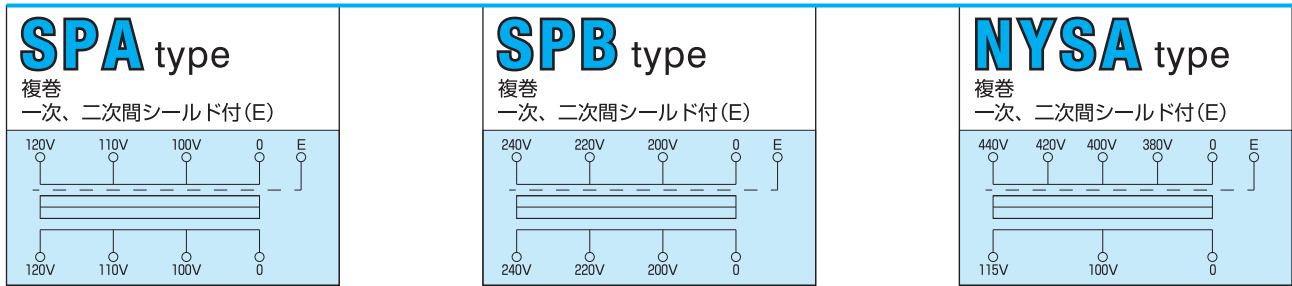 SPA type
複巻
一次、二次間シールド付(E)
120V 110V 100V 0 E
120V 110V 100V 0
SPB type
複巻
一次、二次間シールド付(E)
240V 220V 200V 0 E
240V 220V 200V 0
NYSA type
複巻
一次、二次間シールド付(E)
440V 420V 400V 380V 0 E
115V 100V 0